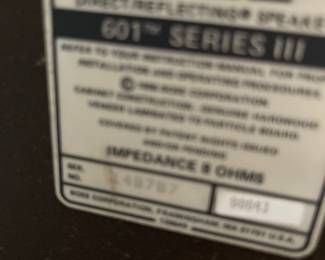 DIRECT/REFLECTING® SPEAKER
601™ SERIES III
REFER TO YOUR INSTRUCTION MANUAL FOR
INSTALLATION AND OPERATING PROCEDURES.
© BOSE CORPORATION
CABINET CONSTRUCTION: GENUINE HARDWOOD
VENEER LAMINATED TO PARTICLE BOARD.
COVERED BY PATENT RIGHTS ISSUED
AND/OR PENDING
IMPEDANCE 8 OHMS
SER.
NO.
BOSE CORPORATION, FRAMINGHAM, MA 01701 U.S.A.